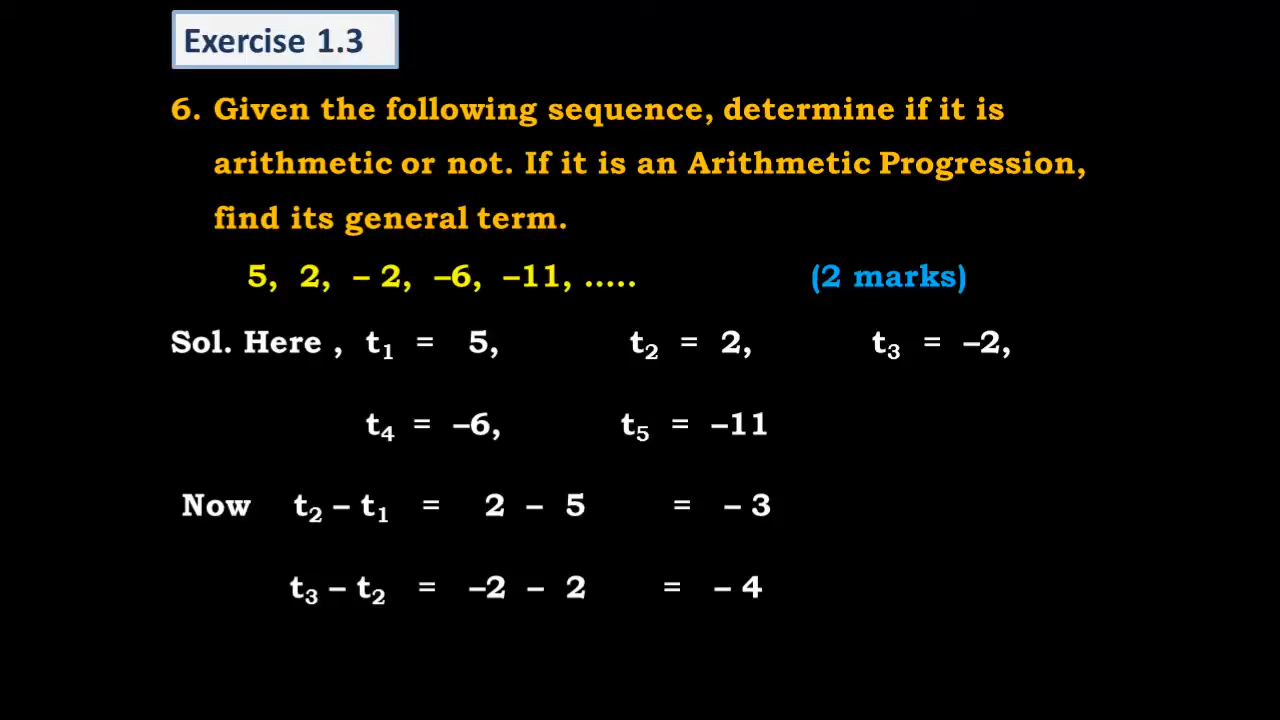 Exercise 1.3
6. Given the following sequence, determine if it is
arithmetic or not. If it is an Arithmetic Progression,
find its general term.
5, 2, – 2, –6, –11, ..... (2 marks)
Sol. Here , t₁ = 5, t₂ = 2, t₃ = –2,
t₄ = –6, t₅ = –11
Now t₂ – t₁ = 2 – 5 = – 3
t₃ – t₂ = –2 – 2 = – 4